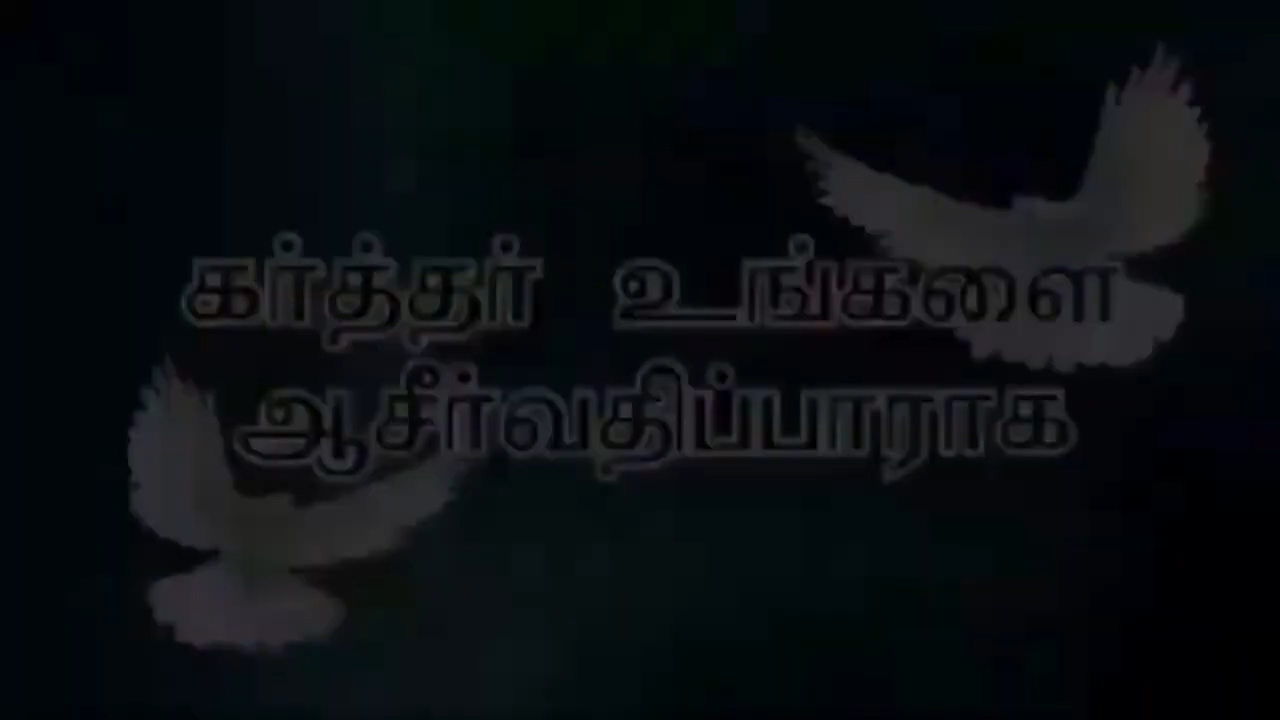 கர்த்தர் உங்களை
ஆசீர்வதிப்பாராக